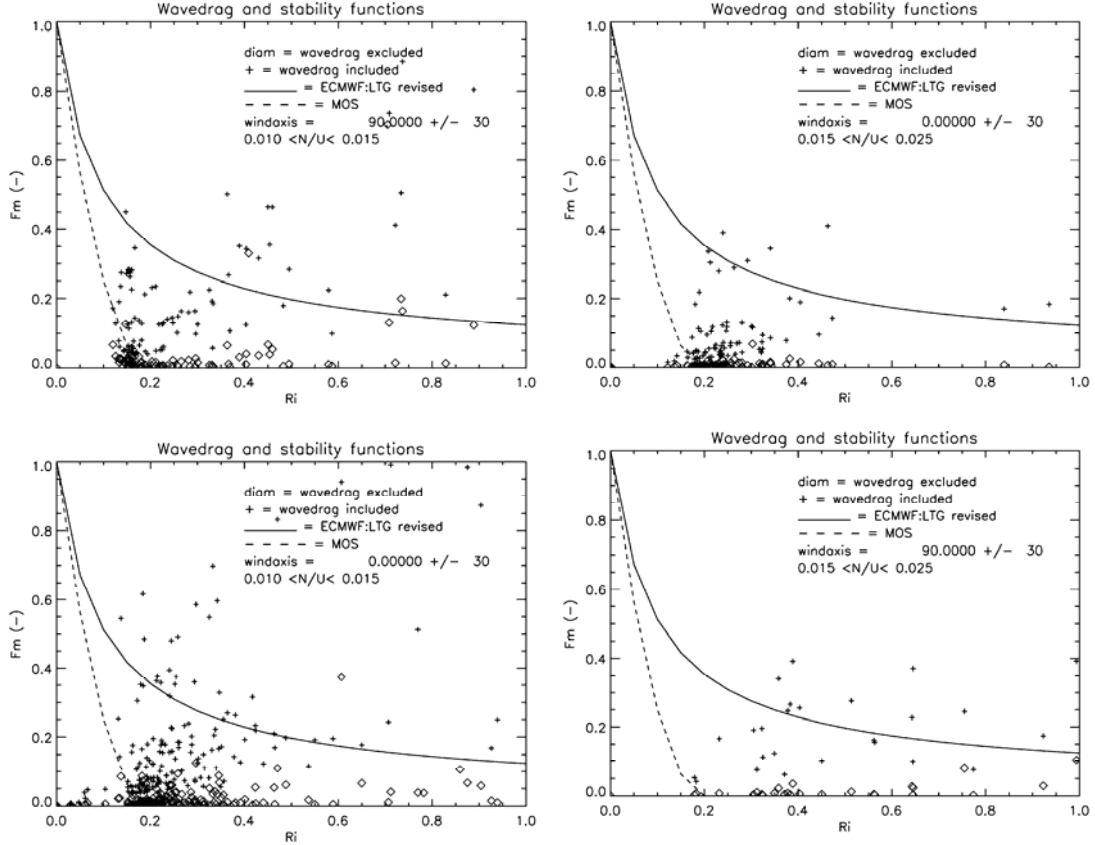 Wavedrag and stability functions
diam = wavedrag excluded
+ = wavedrag included
= ECMWF:LTG revised
= MOS
windaxis = 90.0000 +/- 30
0.010 <N/U< 0.015
Fm (-)
1.0
0.8
0.6
0.4
0.2
0.0
0.0 0.2 0.4 0.6 0.8 1.0
Ri
Wavedrag and stability functions
diam = wavedrag excluded
+ = wavedrag included
= ECMWF:LTG revised
= MOS
windaxis = 0.00000 +/- 30
0.015 <N/U< 0.025
Fm (-)
1.0
0.8
0.6
0.4
0.2
0.0
0.0 0.2 0.4 0.6 0.8 1.0
Ri
Wavedrag and stability functions
diam = wavedrag excluded
+ = wavedrag included
= ECMWF:LTG revised
= MOS
windaxis = 0.00000 +/- 30
0.010 <N/U< 0.015
Fm (-)
1.0
0.8
0.6
0.4
0.2
0.0
0.0 0.2 0.4 0.6 0.8 1.0
Ri
Wavedrag and stability functions
diam = wavedrag excluded
+ = wavedrag included
= ECMWF:LTG revised
= MOS
windaxis = 90.0000 +/- 30
0.015 <N/U< 0.025
Fm (-)
1.0
0.8
0.6
0.4
0.2
0.0
0.0 0.2 0.4 0.6 0.8 1.0
Ri